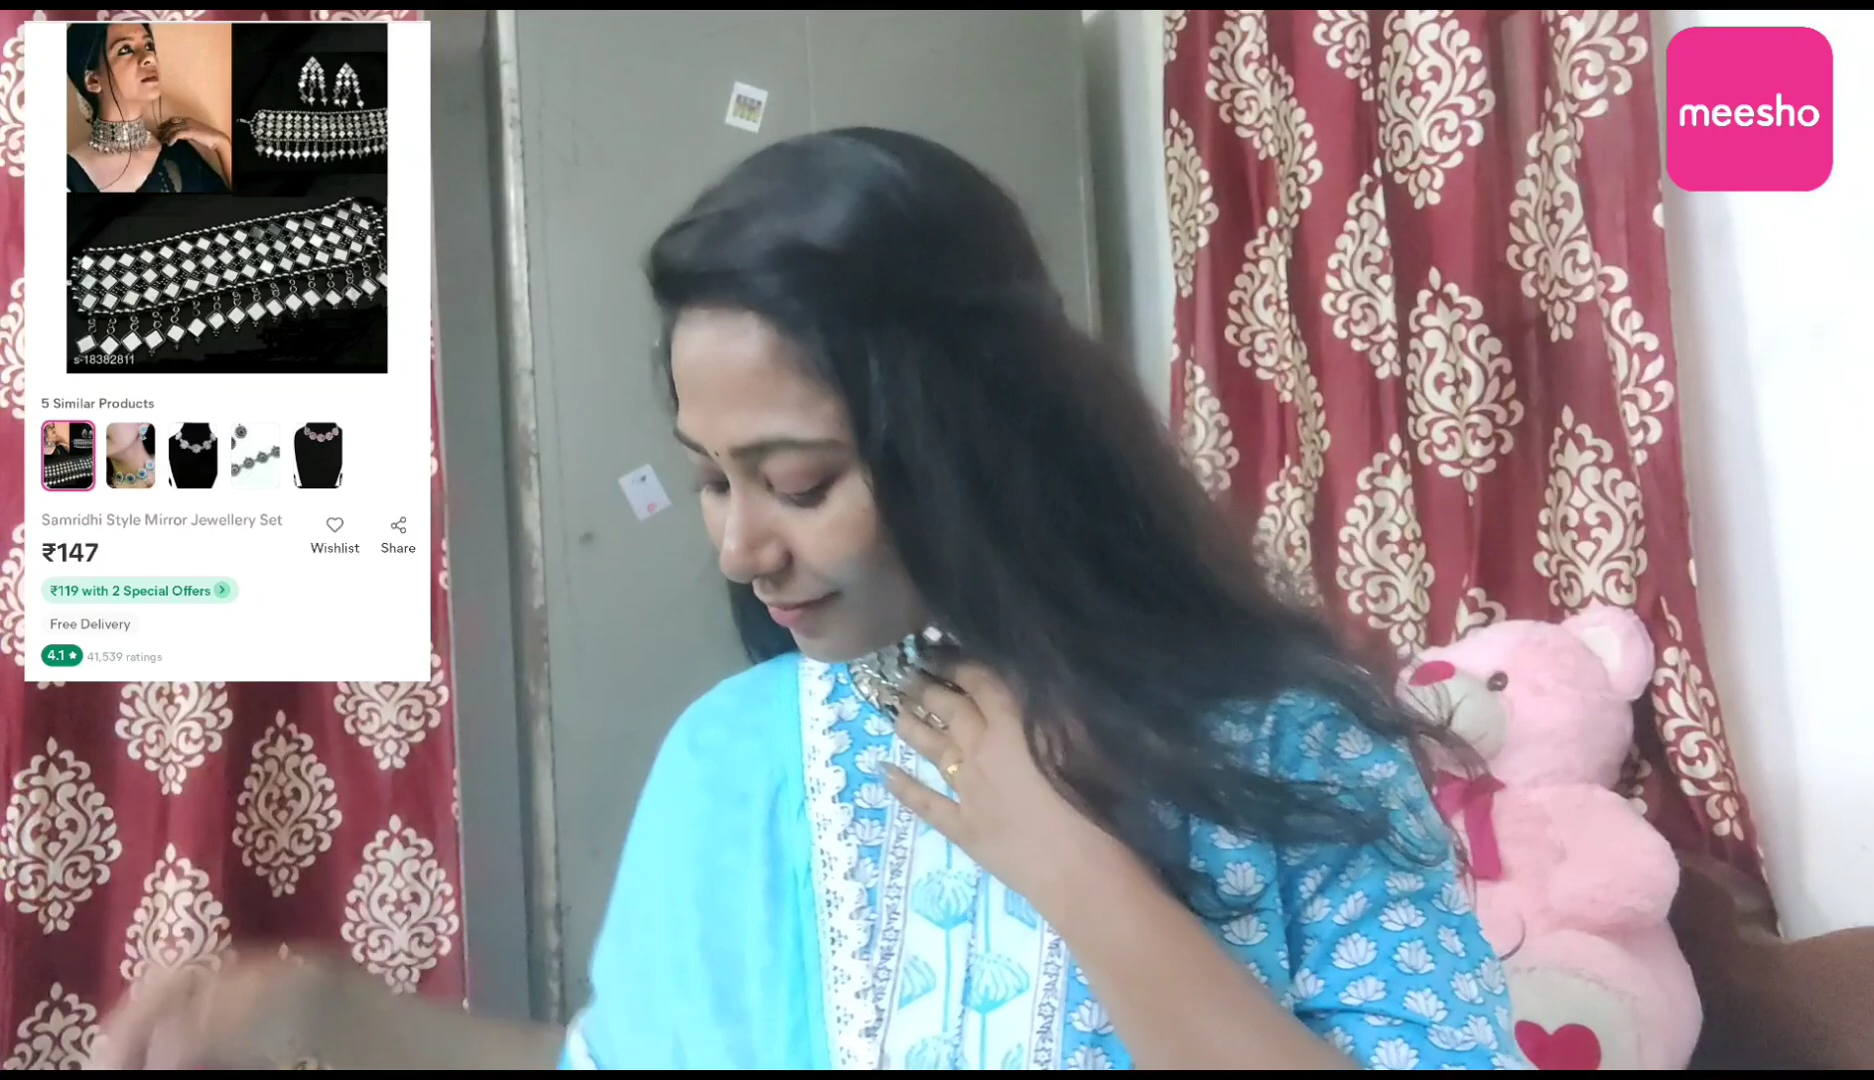 s-18382811
5 Similar Products
Samridhi Style Mirror Jewellery Set
₹147
Wishlist
Share
₹119 with 2 Special Offers
Free Delivery
4.1 ★
41,539 ratings
meesho